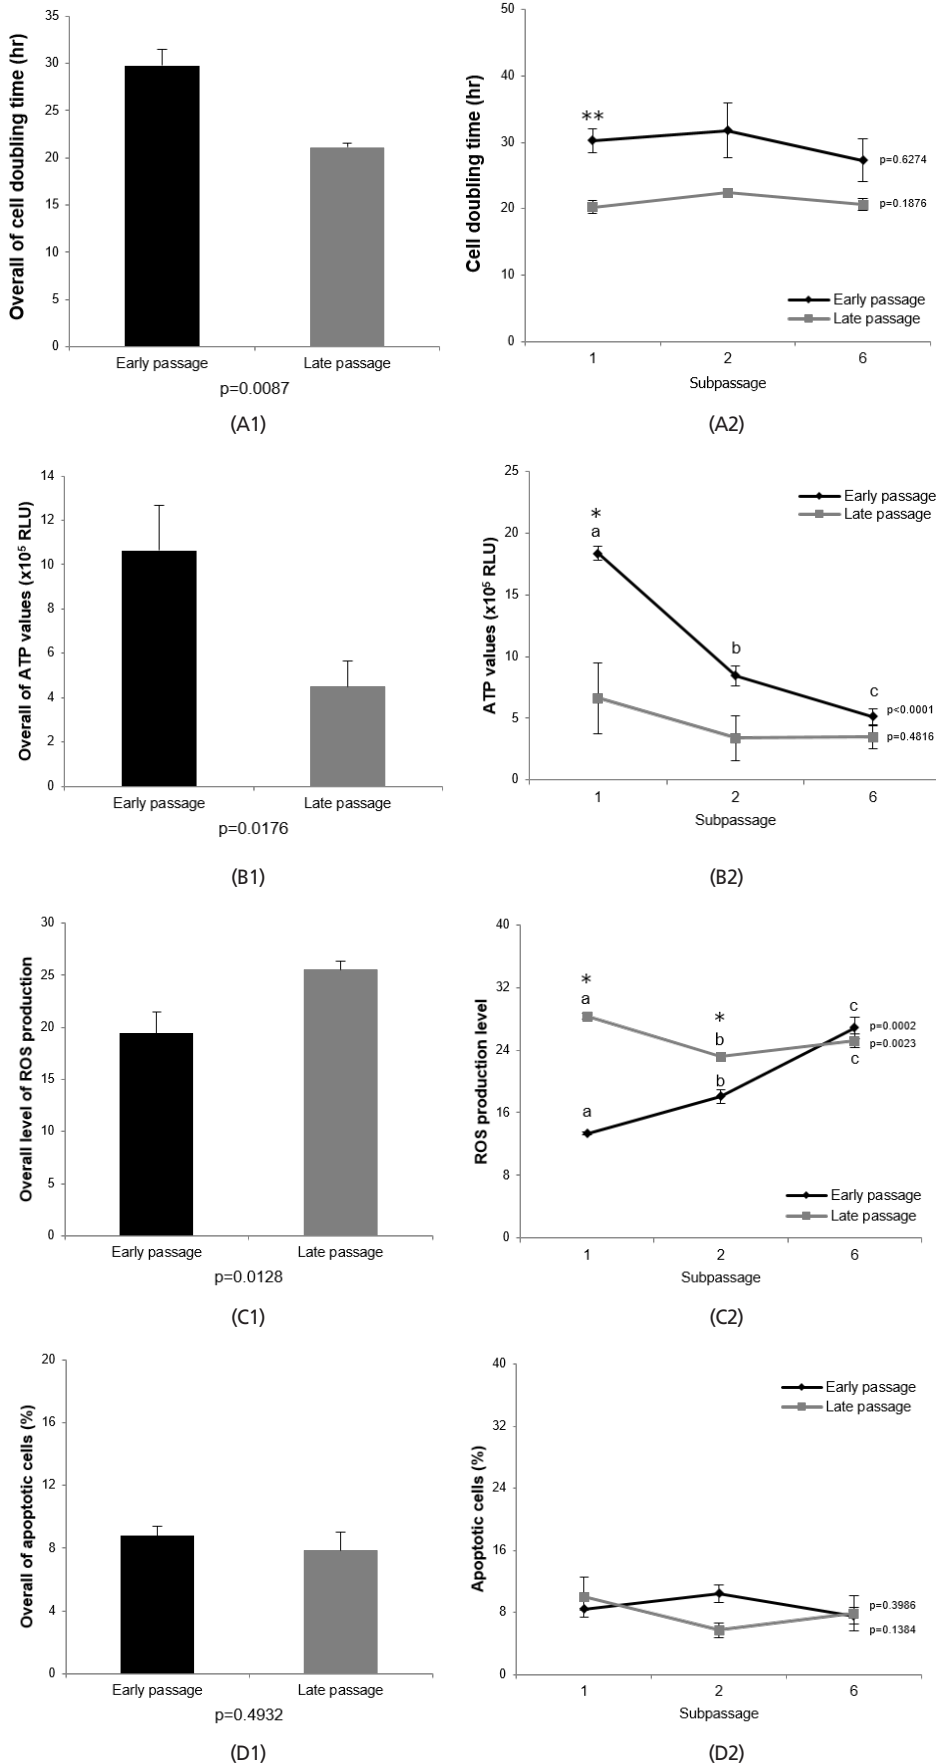 35
30
25
20
15
10
5
0
Overall of cell doubling time (hr)
Early passage
Late passage
p=0.0087
(A1)
50
40
30
20
10
0
Cell doubling time (hr)
**
p=0.6274
p=0.1876
Early passage
Late passage
1 2 6
Subpassage
(A2)
14
12
10
8
6
4
2
0
Overall of ATP values (x10⁵ RLU)
Early passage
Late passage
p=0.0176
(B1)
25
20
15
10
5
0
ATP values (x10⁵ RLU)
Early passage
Late passage
*
a
b
c
p<0.0001
p=0.4816
1 2 6
Subpassage
(B2)
30
25
20
15
10
5
0
Overall level of ROS production
Early passage
Late passage
p=0.0128
(C1)
40
32
24
16
8
0
ROS production level
*
a
*
b
c
p=0.0002
p=0.0023
c
b
a
Early passage
Late passage
1 2 6
Subpassage
(C2)
20
16
12
8
4
0
Overall of apoptotic cells (%)
Early passage
Late passage
p=0.4932
(D1)
40
32
24
16
8
0
Apoptotic cells (%)
Early passage
Late passage
p=0.3986
p=0.1384
1 2 6
Subpassage
(D2)